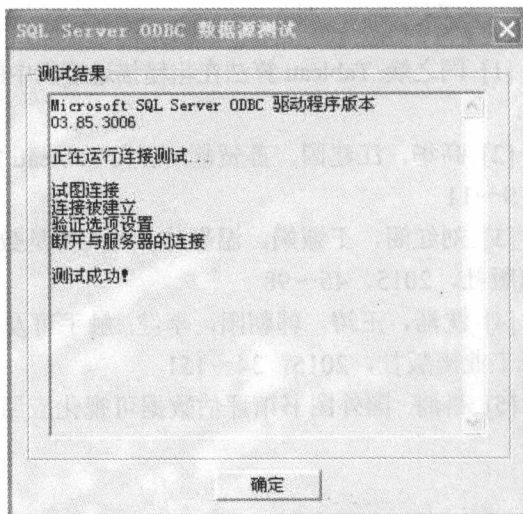 SQL Server ODBC 数据源测试
测试结果
Microsoft SQL Server ODBC 驱动程序版本
03.85.3006
正在运行连接测试
试图连接
连接被建立
验证选项设置
断开与服务器的连接
测试成功!
确定